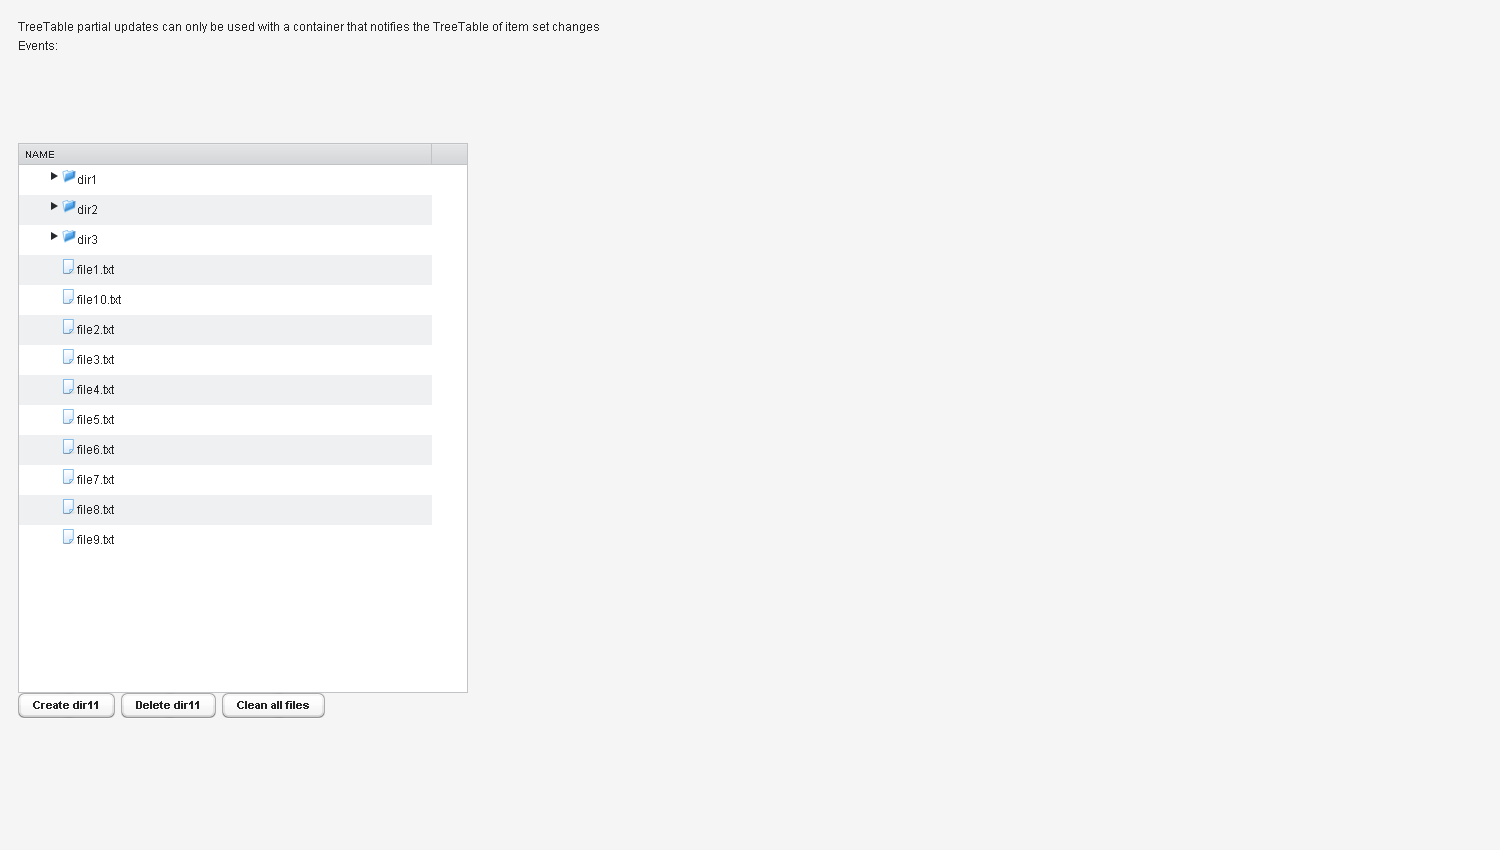 TreeTable partial updates can only be used with a container that notifies the TreeTable of item set changes
Events:
NAME
dir1
dir2
dir3
file1.txt
file10.txt
file2.txt
file3.txt
file4.txt
file5.txt
file6.txt
file7.txt
file8.txt
file9.txt
Create dir11 Delete dir11 Clean all files